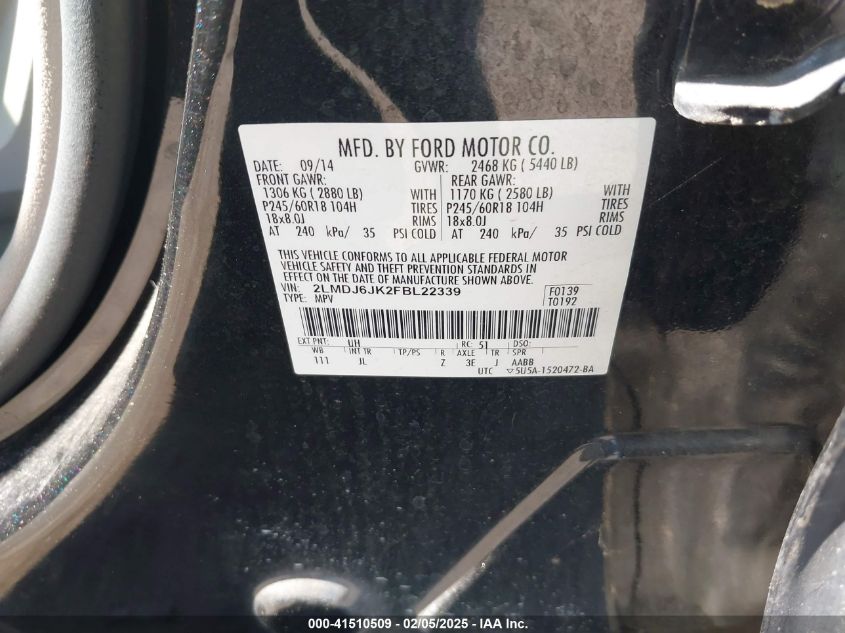 MFD. BY FORD MOTOR CO.
DATE: 09/14 GVWR: 2468 KG ( 5440 LB)
FRONT GAWR: REAR GAWR:
1306 KG ( 2880 LB) WITH 1170 KG ( 2580 LB) WITH
P245/60R18 104H TIRES P245/60R18 104H TIRES
18x8.0J RIMS 18x8.0J RIMS
AT 240 kPa/ 35 PSI COLD AT 240 kPa/ 35 PSI COLD
THIS VEHICLE CONFORMS TO ALL APPLICABLE FEDERAL MOTOR
VEHICLE SAFETY AND THEFT PREVENTION STANDARDS IN
EFFECT ON THE DATE OF MANUFACTURE SHOWN ABOVE.
VIN: 2LMDJ6JK2FBL22339 F0139
TYPE: MPV T0192
EXT PNT: UH RC: 51 DSO:
WB INT TR TP/PS R AXLE TR SPR
111 JL Z 3E J AABB
UTC ▽5U5A-1520472-BA
000-41510509 - 02/05/2025 - U.S. - IAA Inc.